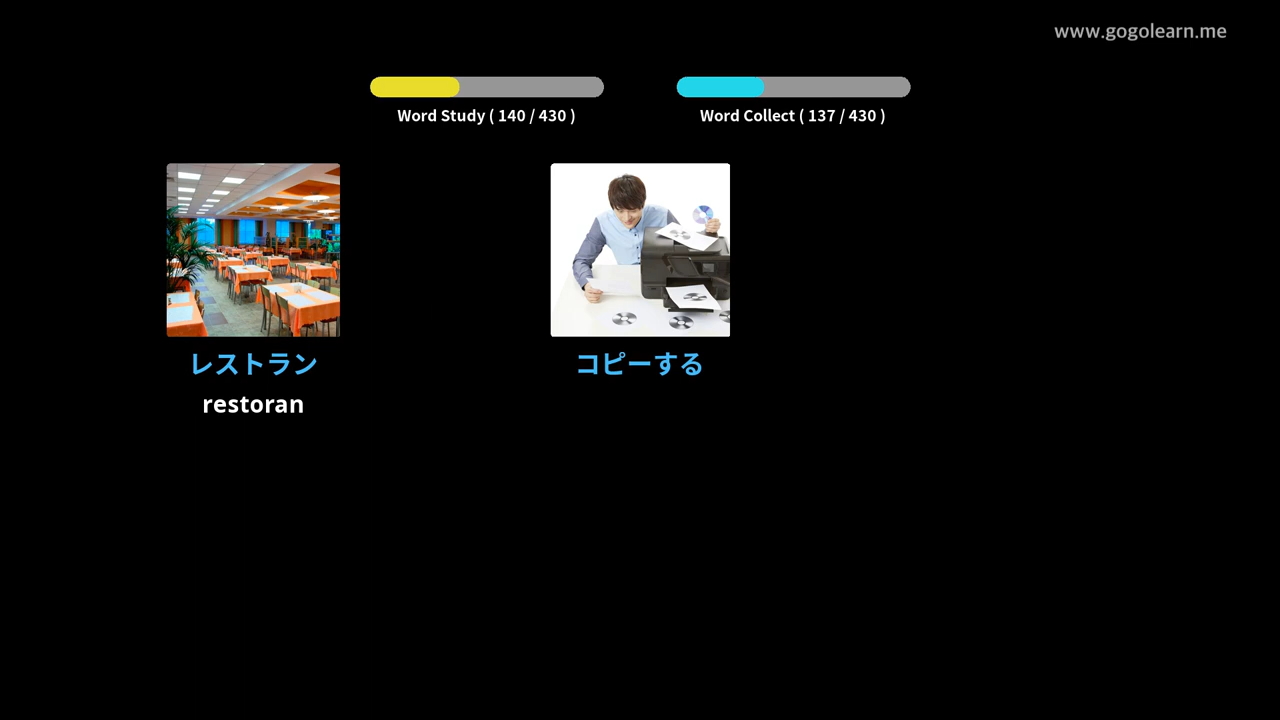 www.gogolearn.me
Word Study ( 140 / 430 )
Word Collect ( 137 / 430 )
レストラン
restoran
コピーする